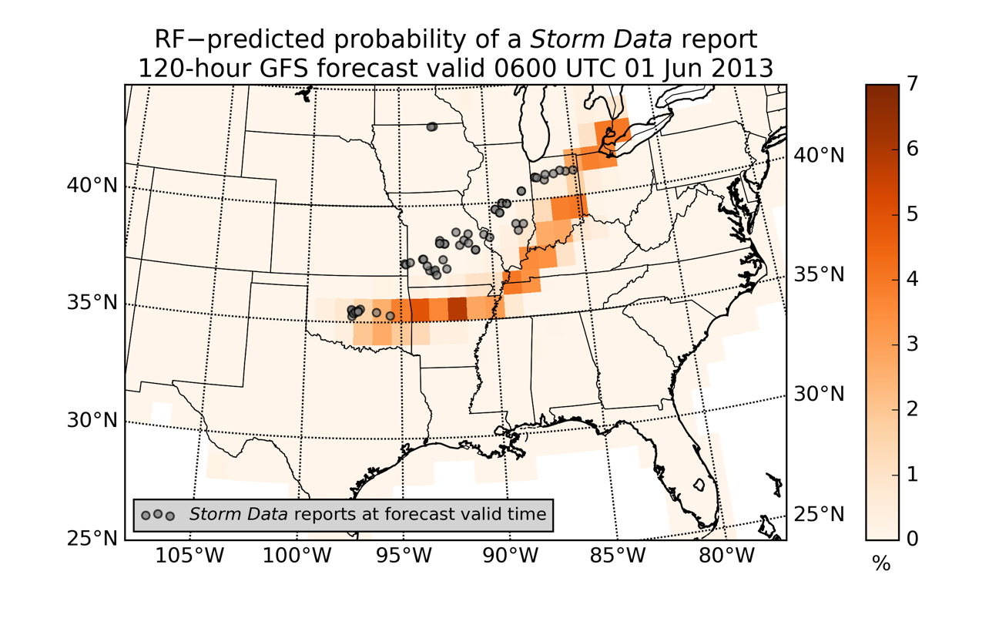 RF−predicted probability of a Storm Data report
120-hour GFS forecast valid 0600 UTC 01 Jun 2013
7
6
5
4
3
2
1
0
%
40°N
35°N
30°N
25°N
40°N
35°N
30°N
25°N
Storm Data reports at forecast valid time
105°W 100°W 95°W 90°W 85°W 80°W